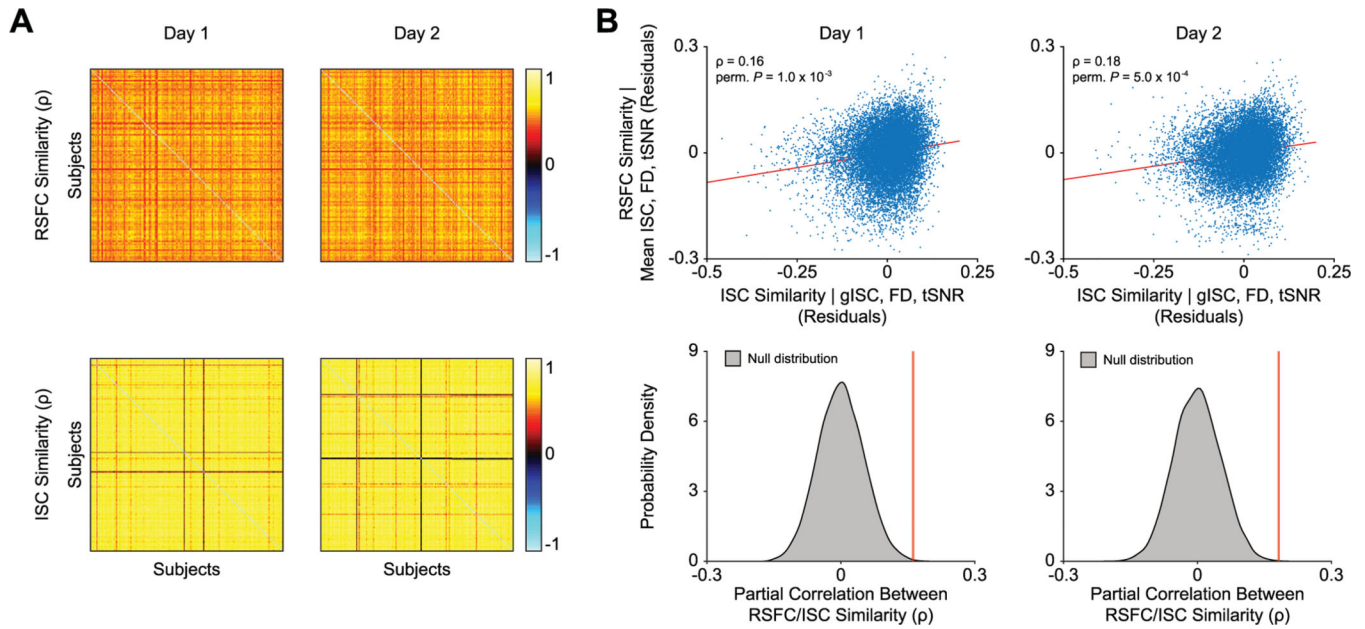 A
Day 1
Day 2
RSFC Similarity (ρ)
Subjects
1
0
-1
ISC Similarity (ρ)
Subjects
1
0
-1
Subjects
Subjects
B
Day 1
Day 2
RSFC Similarity |
Mean ISC, FD, tSNR (Residuals)
0.3
0
-0.3
ρ = 0.16
perm. P = 1.0 x 10⁻³
-0.5
-0.25
0
0.25
ISC Similarity | gISC, FD, tSNR
(Residuals)
0.3
0
-0.3
ρ = 0.18
perm. P = 5.0 x 10⁻⁴
-0.5
-0.25
0
0.25
ISC Similarity | gISC, FD, tSNR
(Residuals)
Probability Density
9
6
3
0
Null distribution
-0.3
0
0.3
Partial Correlation Between
RSFC/ISC Similarity (ρ)
9
6
3
0
Null distribution
-0.3
0
0.3
Partial Correlation Between
RSFC/ISC Similarity (ρ)